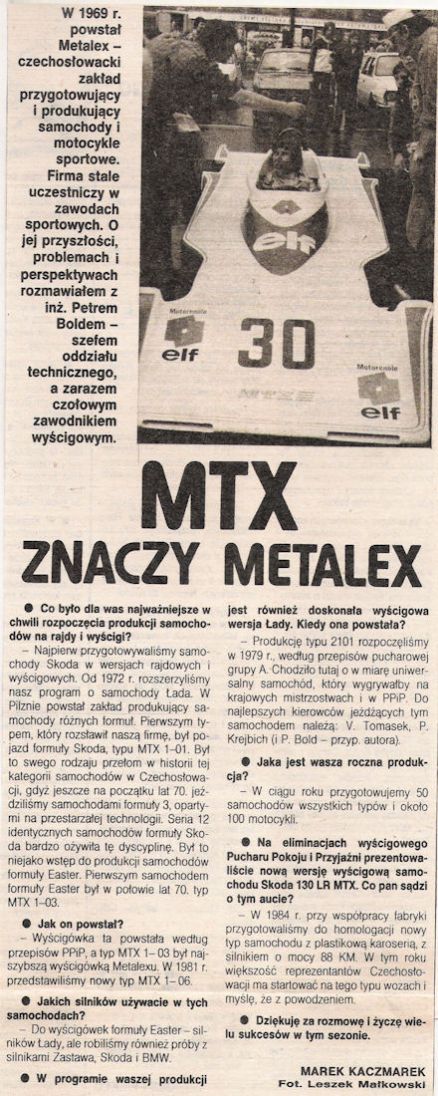 W 1969 r.
powstał
Metalex –
czechosłowacki
zakład
przygotowujący
i produkujący
samochody i
motocykle
sportowe.
Firma stale
uczestniczy w
zawodach
sportowych. O
jej przyszłości,
problemach i
perspektywach
rozmawiałem z
inż. Petrem
Boldem –
szefem
oddziału
technicznego,
a zarazem
czołowym
zawodnikiem
wyścigowym.
elf
30
Motorenöle
elf
Motorenöle
elf
MTX
MTX
ZNACZY METALEX
● Co było dla was najważniejsze w
chwili rozpoczęcia produkcji samocho-
dów na rajdy i wyścigi?
– Najpierw przygotowywaliśmy samo-
chody Skoda w wersjach rajdowych i
wyścigowych. Od 1972 r. rozszerzyliśmy
nasz program o samochody Łada. W
Pilznie powstał zakład produkujący sa-
mochody różnych formuł. Pierwszym ty-
pem, który rozsławił naszą firmę, był po-
jazd formuły Skoda, typu MTX 1–01. Był
to swego rodzaju przełom w historii tej
kategorii samochodów w Czechosłowa-
cji, gdyż jeszcze na początku lat 70. jeź-
dziliśmy samochodami formuły 3, oparty-
mi na przestarzałej technologii. Seria 12
identycznych samochodów formuły Sko-
da bardzo ożywiła tę dyscyplinę. Był to
niejako wstęp do produkcji samochodów
formuły Easter. Pierwszym samochodem
formuły Easter był w połowie lat 70. typ
MTX 1–03.
● Jak on powstał?
– Wyścigówka ta powstała według
przepisów PPiP, a typ MTX 1– 03 był naj-
szybszą wyścigówką Metalexu. W 1981 r.
przedstawiliśmy nowy typ MTX 1– 06.
● Jakich silników używacie w tych
samochodach?
– Do wyścigówek formuły Easter – sil-
ników Łady, ale robiliśmy również próby z
silnikami Zastawa, Skoda i BMW.
● W programie waszej produkcji
jest również doskonała wyścigowa
wersja Łady. Kiedy ona powstała?
– Produkcję typu 2101 rozpoczęliśmy
w 1979 r., według przepisów pucharowej
grupy A. Chodziło tutaj o w miarę uniwer-
salny samochód, który wygrywałby na
krajowych mistrzostwach i w PPiP. Do
najlepszych kierowców jeżdżących tym
samochodem należą: V. Tomasek, P.
Krejbich (i P. Bold – przyp. autora).
● Jaka jest wasza roczna produk-
cja?
– W ciągu roku przygotowujemy 50
samochodów wszystkich typów i około
100 motocykli.
● Na eliminacjach wyścigowego
Pucharu Pokoju i Przyjaźni prezentowa-
liście nową wersję wyścigową samo-
chodu Skoda 130 LR MTX. Co pan sądzi
o tym aucie?
– W 1984 r. przy współpracy fabryki
przygotowaliśmy do homologacji nowy
typ samochodu z plastikową karoserią, z
silnikiem o mocy 88 KM. W tym roku
większość reprezentantów Czechosło-
wacji ma startować na tego typu wozach i
myślę, że z powodzeniem.
● Dziękuję za rozmowę i życzę wie-
lu sukcesów w tym sezonie.
MAREK KACZMAREK
Fot. Leszek Małkowski